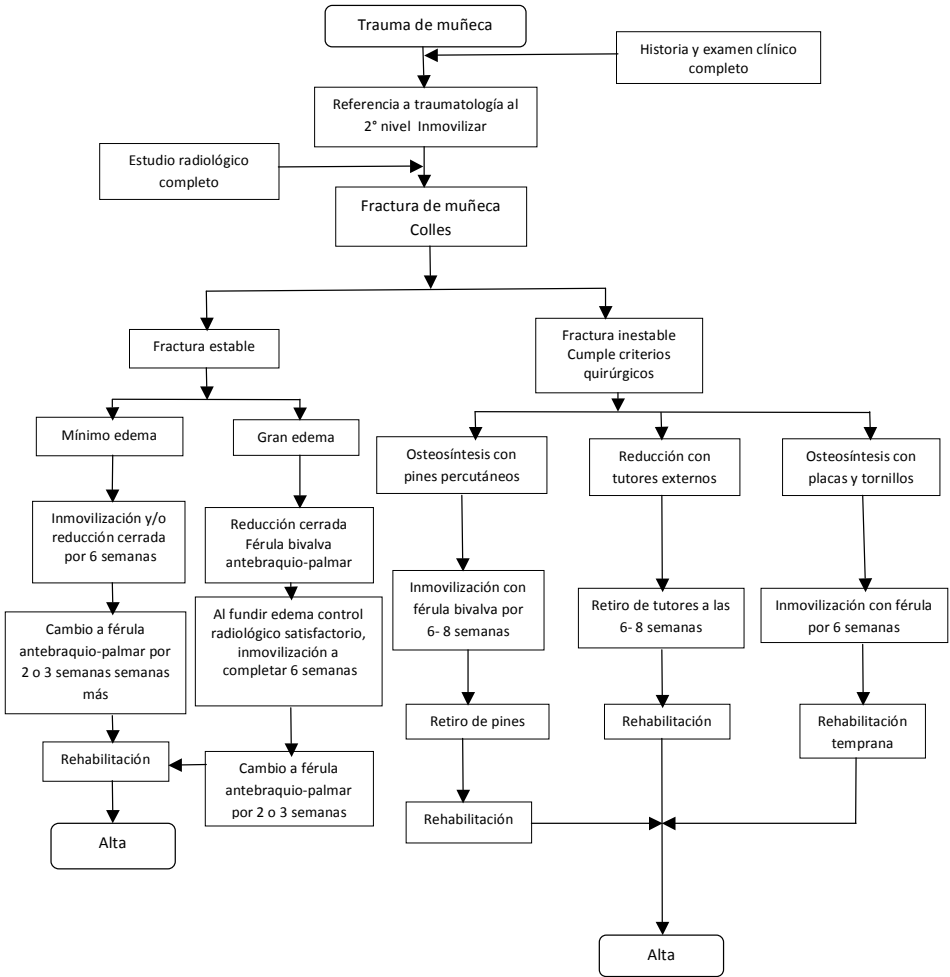 Trauma de muñeca
Historia y examen clínico
completo
Referencia a traumatología al
2° nivel Inmovilizar
Estudio radiológico
completo
Fractura de muñeca
Colles
Fractura estable
Fractura inestable
Cumple criterios
quirúrgicos
Mínimo edema
Gran edema
Osteosíntesis con
pines percutáneos
Reducción con
tutores externos
Osteosíntesis con
placas y tornillos
Inmovilización y/o
reducción cerrada
por 6 semanas
Reducción cerrada
Férula bivalva
antebraquio-palmar
Inmovilización con
férula bivalva por
6- 8 semanas
Retiro de tutores a las
6- 8 semanas
Inmovilización con férula
por 6 semanas
Cambio a férula
antebraquio-palmar por
2 o 3 semanas semanas
más
Al fundir edema control
radiológico satisfactorio,
inmovilización a
completar 6 semanas
Retiro de pines
Rehabilitación
Rehabilitación
temprana
Rehabilitación
Cambio a férula
antebraquio-palmar
por 2 o 3 semanas
Rehabilitación
Alta
Alta